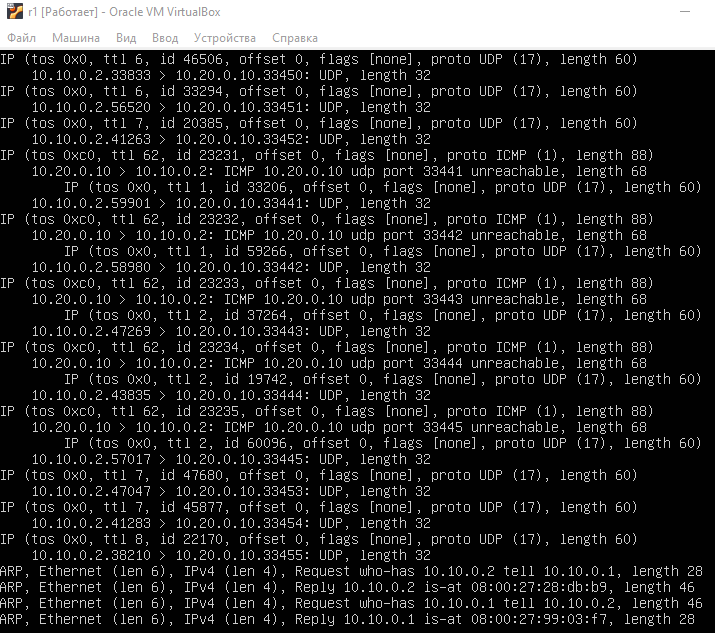 r1 [Работает] - Oracle VM VirtualBox
Файл Машина Вид Ввод Устройства Справка
IP (tos 0x0, ttl 6, id 46506, offset 0, flags [none], proto UDP (17), length 60)
    10.10.0.2.33833 > 10.20.0.10.33450: UDP, length 32
IP (tos 0x0, ttl 6, id 33294, offset 0, flags [none], proto UDP (17), length 60)
    10.10.0.2.56520 > 10.20.0.10.33451: UDP, length 32
IP (tos 0x0, ttl 7, id 20385, offset 0, flags [none], proto UDP (17), length 60)
    10.10.0.2.41263 > 10.20.0.10.33452: UDP, length 32
IP (tos 0xc0, ttl 62, id 23231, offset 0, flags [none], proto ICMP (1), length 88)
    10.20.0.10 > 10.10.0.2: ICMP 10.20.0.10 udp port 33441 unreachable, length 68
        IP (tos 0x0, ttl 1, id 33206, offset 0, flags [none], proto UDP (17), length 60)
    10.10.0.2.59901 > 10.20.0.10.33441: UDP, length 32
IP (tos 0xc0, ttl 62, id 23232, offset 0, flags [none], proto ICMP (1), length 88)
    10.20.0.10 > 10.10.0.2: ICMP 10.20.0.10 udp port 33442 unreachable, length 68
        IP (tos 0x0, ttl 1, id 59266, offset 0, flags [none], proto UDP (17), length 60)
    10.10.0.2.58980 > 10.20.0.10.33442: UDP, length 32
IP (tos 0xc0, ttl 62, id 23233, offset 0, flags [none], proto ICMP (1), length 88)
    10.20.0.10 > 10.10.0.2: ICMP 10.20.0.10 udp port 33443 unreachable, length 68
        IP (tos 0x0, ttl 2, id 37264, offset 0, flags [none], proto UDP (17), length 60)
    10.10.0.2.47269 > 10.20.0.10.33443: UDP, length 32
IP (tos 0xc0, ttl 62, id 23234, offset 0, flags [none], proto ICMP (1), length 88)
    10.20.0.10 > 10.10.0.2: ICMP 10.20.0.10 udp port 33444 unreachable, length 68
        IP (tos 0x0, ttl 2, id 19742, offset 0, flags [none], proto UDP (17), length 60)
    10.10.0.2.43835 > 10.20.0.10.33444: UDP, length 32
IP (tos 0xc0, ttl 62, id 23235, offset 0, flags [none], proto ICMP (1), length 88)
    10.20.0.10 > 10.10.0.2: ICMP 10.20.0.10 udp port 33445 unreachable, length 68
        IP (tos 0x0, ttl 2, id 60096, offset 0, flags [none], proto UDP (17), length 60)
    10.10.0.2.57017 > 10.20.0.10.33445: UDP, length 32
IP (tos 0x0, ttl 7, id 47680, offset 0, flags [none], proto UDP (17), length 60)
    10.10.0.2.47047 > 10.20.0.10.33453: UDP, length 32
IP (tos 0x0, ttl 7, id 45877, offset 0, flags [none], proto UDP (17), length 60)
    10.10.0.2.41283 > 10.20.0.10.33454: UDP, length 32
IP (tos 0x0, ttl 8, id 22170, offset 0, flags [none], proto UDP (17), length 60)
    10.10.0.2.38210 > 10.20.0.10.33455: UDP, length 32
ARP, Ethernet (len 6), IPv4 (len 4), Request who-has 10.10.0.2 tell 10.10.0.1, length 28
ARP, Ethernet (len 6), IPv4 (len 4), Reply 10.10.0.2 is-at 08:00:27:28:db:b9, length 46
ARP, Ethernet (len 6), IPv4 (len 4), Request who-has 10.10.0.1 tell 10.10.0.2, length 46
ARP, Ethernet (len 6), IPv4 (len 4), Reply 10.10.0.1 is-at 08:00:27:99:03:f7, length 28